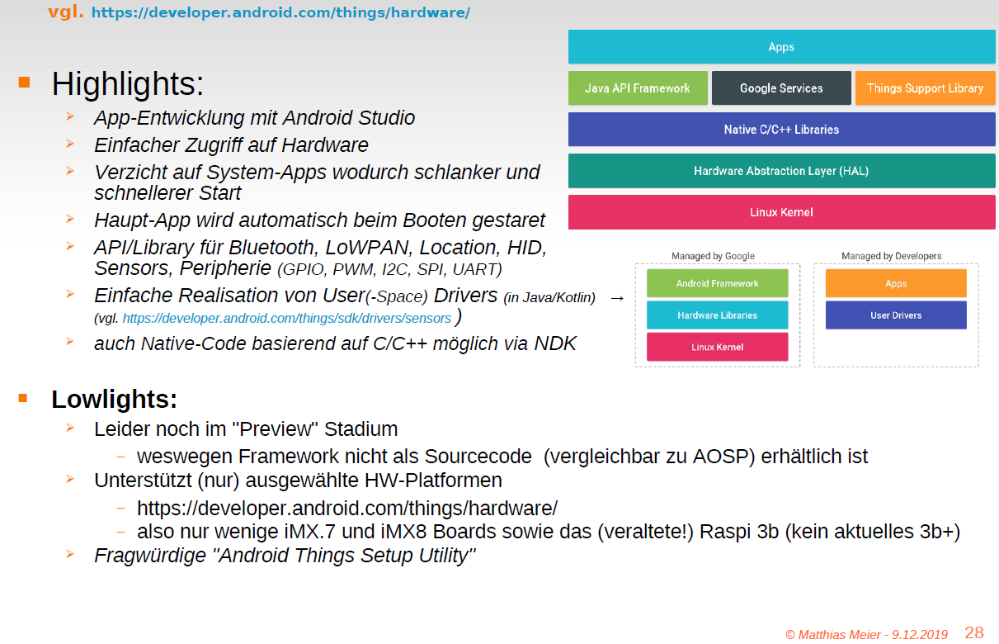 vgl. https://developer.android.com/things/hardware/
Highlights:
App-Entwicklung mit Android Studio
Einfacher Zugriff auf Hardware
Verzicht auf System-Apps wodurch schlanker und
schnellerer Start
Haupt-App wird automatisch beim Booten gestaret
API/Library für Bluetooth, LoWPAN, Location, HID,
Sensors, Peripherie (GPIO, PWM, I2C, SPI, UART)
Einfache Realisation von User(-Space) Drivers (in Java/Kotlin) →
(vgl. https://developer.android.com/things/sdk/drivers/sensors )
auch Native-Code basierend auf C/C++ möglich via NDK
Apps
Java API Framework Google Services Things Support Library
Native C/C++ Libraries
Hardware Abstraction Layer (HAL)
Linux Kernel
Managed by Google
Android Framework
Hardware Libraries
Linux Kernel
Managed by Developers
Apps
User Drivers
Lowlights:
Leider noch im "Preview" Stadium
– weswegen Framework nicht als Sourcecode (vergleichbar zu AOSP) erhältlich ist
Unterstützt (nur) ausgewählte HW-Platformen
– https://developer.android.com/things/hardware/
– also nur wenige iMX.7 und iMX8 Boards sowie das (veraltete!) Raspi 3b (kein aktuelles 3b+)
Fragwürdige "Android Things Setup Utility"
© Matthias Meier - 9.12.2019 28